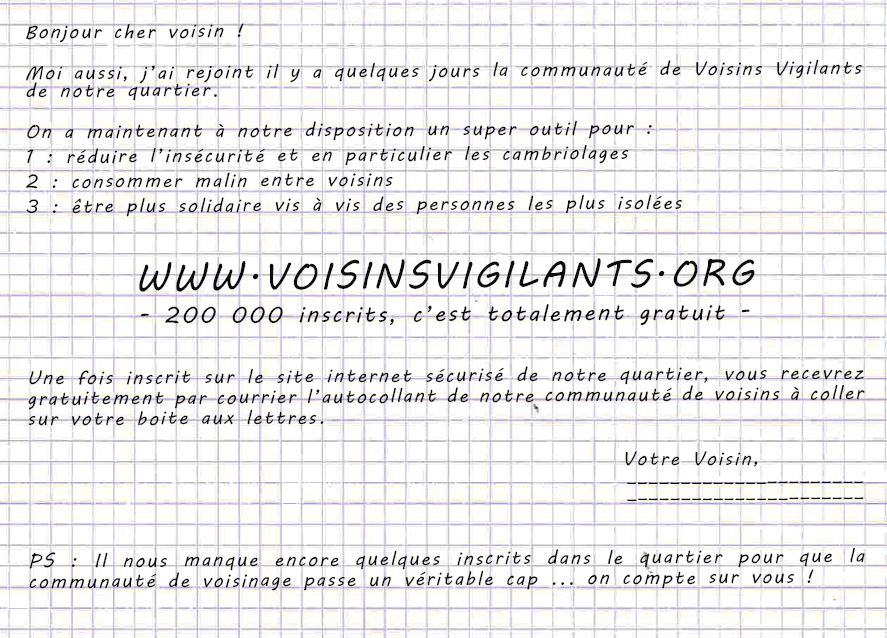 Bonjour cher voisin !
Moi aussi, j'ai rejoint il y a quelques jours la communauté de Voisins Vigilants
de notre quartier.
On a maintenant à notre disposition un super outil pour :
1 : réduire l'insécurité et en particulier les cambriolages
2 : consommer malin entre voisins
3 : être plus solidaire vis à vis des personnes les plus isolées
WWW.VOISINSVIGILANTS.ORG
- 200 000 inscrits, c'est totalement gratuit -
Une fois inscrit sur le site internet sécurisé de notre quartier, vous recevrez
gratuitement par courrier l'autocollant de notre communauté de voisins à coller
sur votre boite aux lettres.
Votre Voisin,
______________________
______________________
PS : Il nous manque encore quelques inscrits dans le quartier pour que la
communauté de voisinage passe un véritable cap ... on compte sur vous !